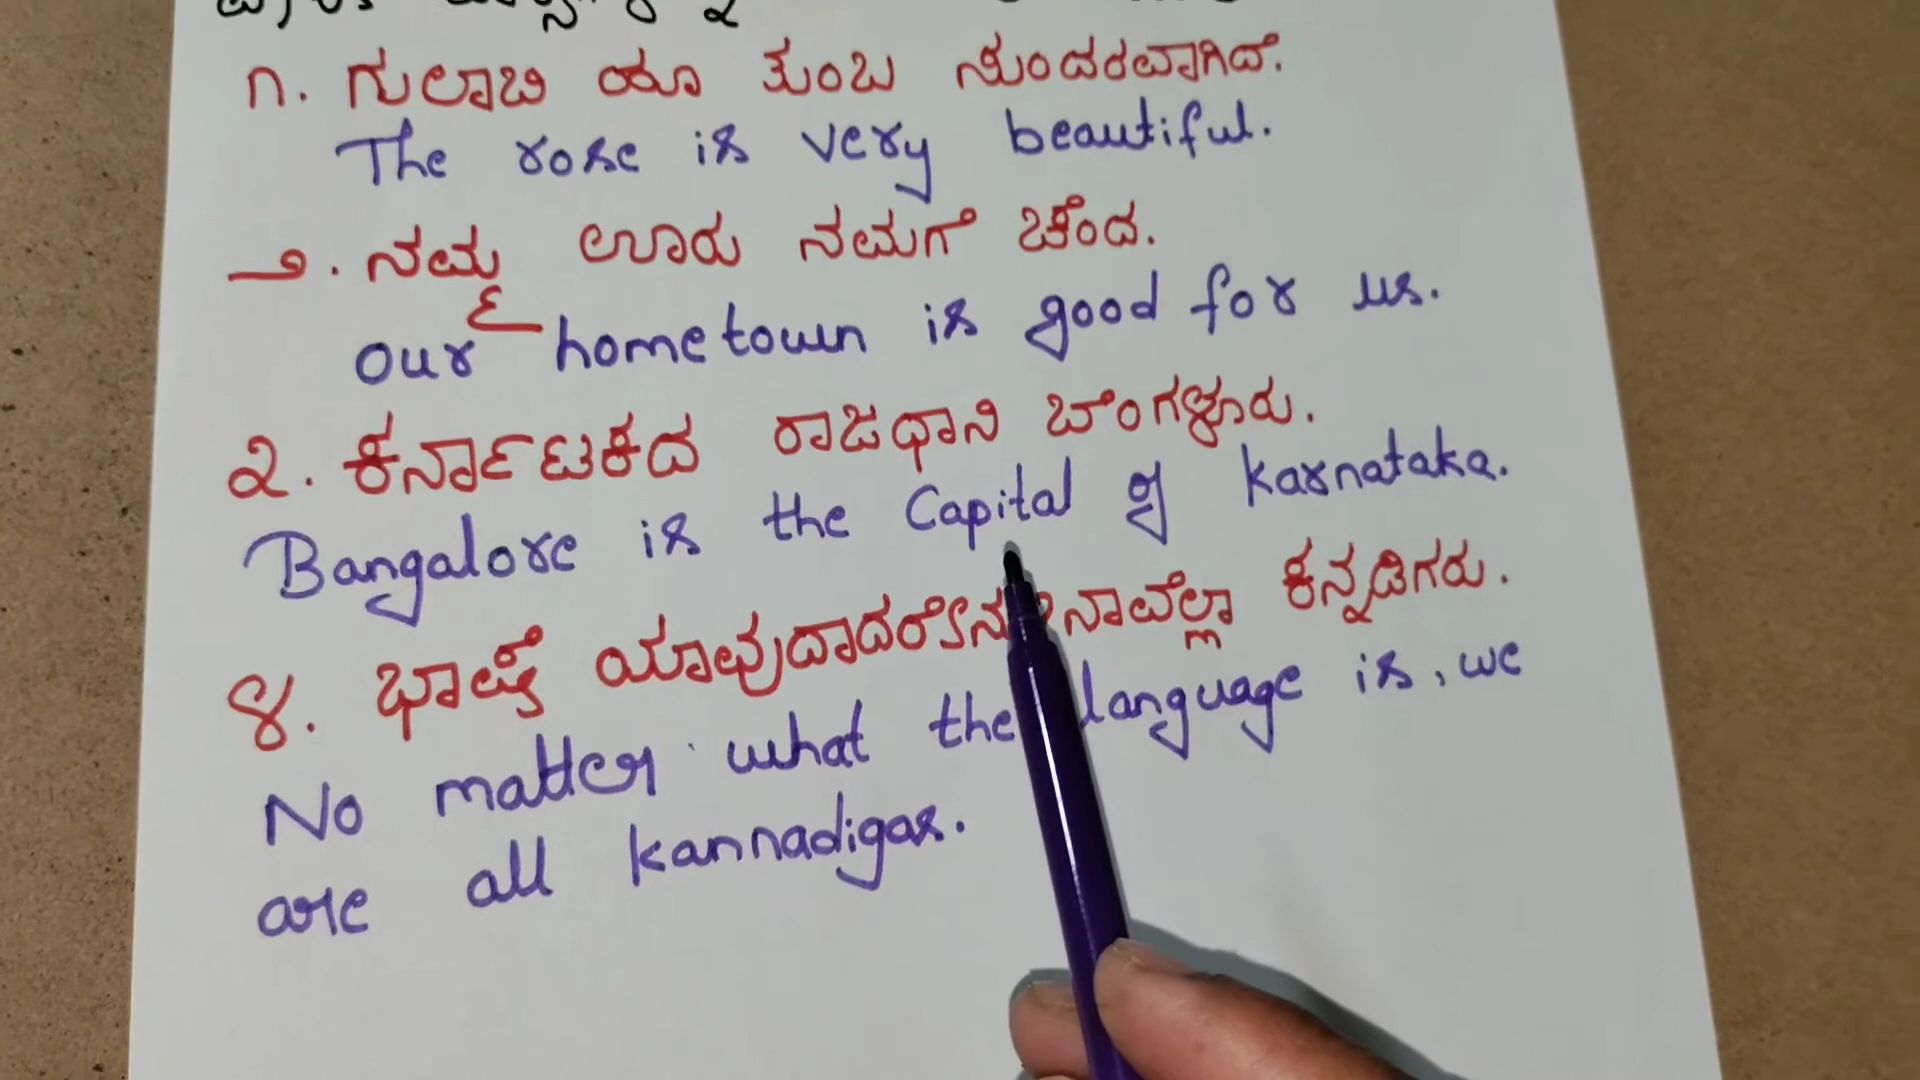 ೧. ಗುಲಾಬಿ ಯೂ ತುಂಬ ಸುಂದರವಾಗಿದೆ.
The rose is very beautiful.
೨. ನಮ್ಮ ಊರು ನಮಗೆ ಚೆಂದ.
our hometown is good for us.
೩. ಕರ್ನಾಟಕದ ರಾಜಧಾನಿ ಬೆಂಗಳೂರು.
Bangalore is the Capital of Karnataka.
೪. ಭಾಷೆ ನಾವೆಲ್ಲಾ ಕನ್ನಡಿಗರು.
No matter what the language is, we
are all kannadigas.